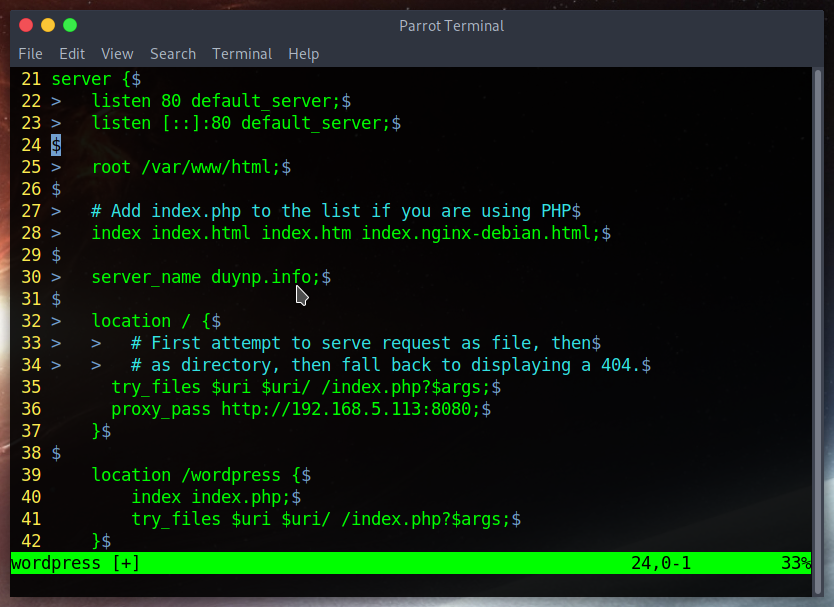 Parrot Terminal
File Edit View Search Terminal Help
21 server {$
22 >   listen 80 default_server;$
23 >   listen [::]:80 default_server;$
24 $
25 >   root /var/www/html;$
26 $
27 >   # Add index.php to the list if you are using PHP$
28 >   index index.html index.htm index.nginx-debian.html;$
29 $
30 >   server_name duynp.info;$
31 $
32 >   location / {$
33 >   >   # First attempt to serve request as file, then$
34 >   >   # as directory, then fall back to displaying a 404.$
35       try_files $uri $uri/ /index.php?$args;$
36       proxy_pass http://192.168.5.113:8080;$
37     }$
38 $
39     location /wordpress {$
40         index index.php;$
41         try_files $uri $uri/ /index.php?$args;$
42     }$
wordpress [+] 24,0-1 33%